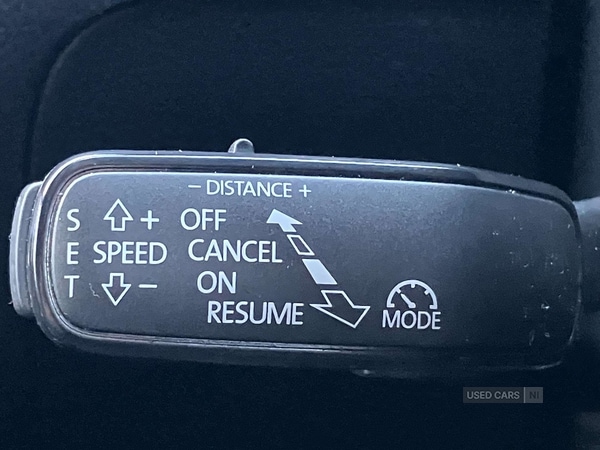 − DISTANCE +
S + OFF
E SPEED CANCEL
T − ON
RESUME
MODE
USED CARS NI